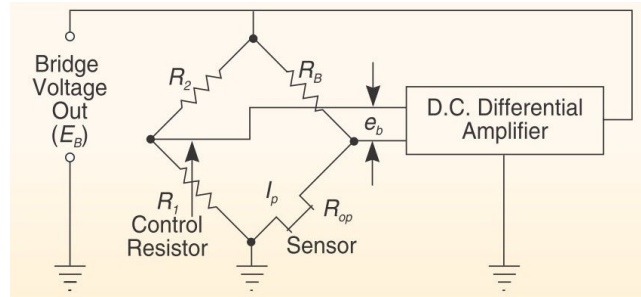 Bridge
Voltage
Out
(E_B)
R_2
R_B
e_b
D.C. Differential
Amplifier
R_1
Control
Resistor
I_p
R_op
Sensor